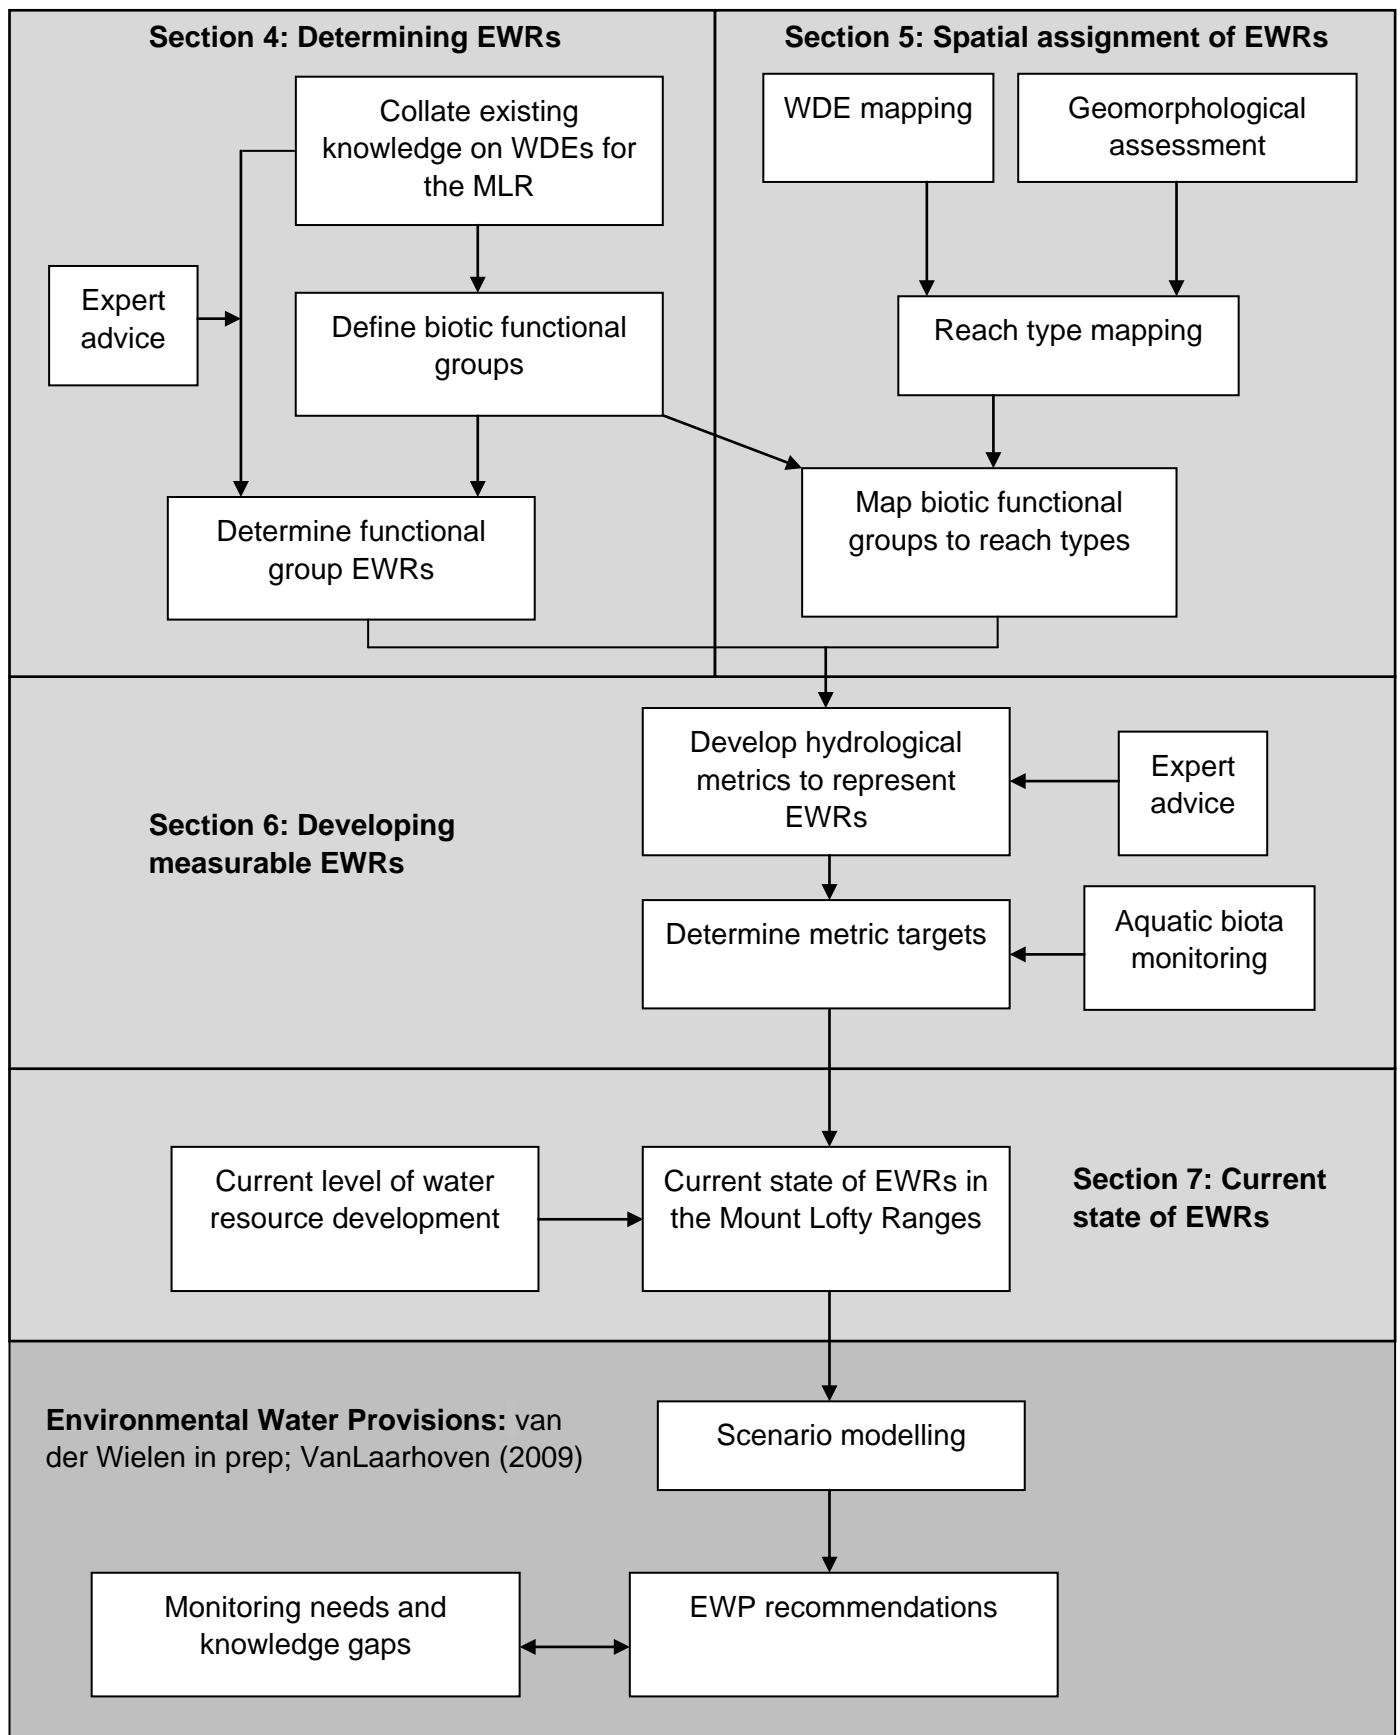 Section 4: Determining EWRs
Collate existing
knowledge on WDEs for
the MLR
Expert
advice
Define biotic functional
groups
Determine functional
group EWRs
Section 5: Spatial assignment of EWRs
WDE mapping
Geomorphological
assessment
Reach type mapping
Map biotic functional
groups to reach types
Section 6: Developing
measurable EWRs
Develop hydrological
metrics to represent
EWRs
Expert
advice
Determine metric targets
Aquatic biota
monitoring
Current level of water
resource development
Current state of EWRs in
the Mount Lofty Ranges
Section 7: Current
state of EWRs
Environmental Water Provisions: van
der Wielen in prep; VanLaarhoven (2009)
Scenario modelling
Monitoring needs and
knowledge gaps
EWP recommendations